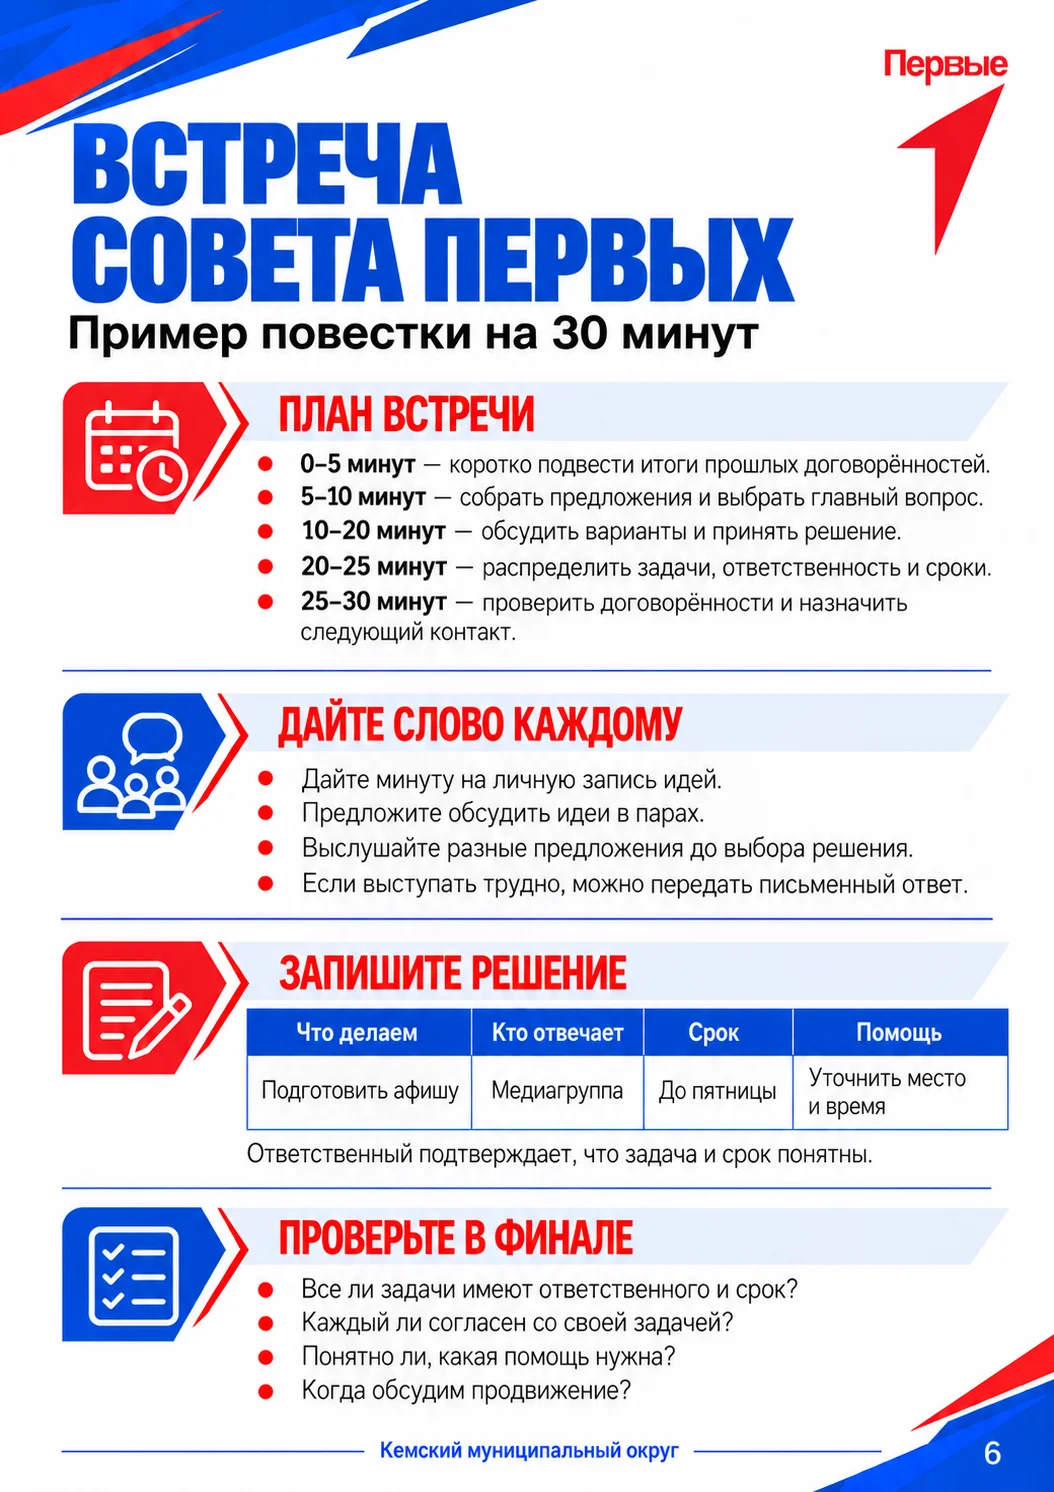 Первые
ВСТРЕЧА
СОВЕТА ПЕРВЫХ
Пример повестки на 30 минут
ПЛАН ВСТРЕЧИ
0–5 минут — коротко подвести итоги прошлых договорённостей.
5–10 минут — собрать предложения и выбрать главный вопрос.
10–20 минут — обсудить варианты и принять решение.
20–25 минут — распределить задачи, ответственность и сроки.
25–30 минут — проверить договорённости и назначить
следующий контакт.
ДАЙТЕ СЛОВО КАЖДОМУ
Дайте минуту на личную запись идей.
Предложите обсудить идеи в парах.
Выслушайте разные предложения до выбора решения.
Если выступать трудно, можно передать письменный ответ.
ЗАПИШИТЕ РЕШЕНИЕ
Что делаем Кто отвечает Срок Помощь
Подготовить афишу Медиагруппа До пятницы Уточнить место
и время
Ответственный подтверждает, что задача и срок понятны.
ПРОВЕРЬТЕ В ФИНАЛЕ
Все ли задачи имеют ответственного и срок?
Каждый ли согласен со своей задачей?
Понятно ли, какая помощь нужна?
Когда обсудим продвижение?
Кемский муниципальный округ
6